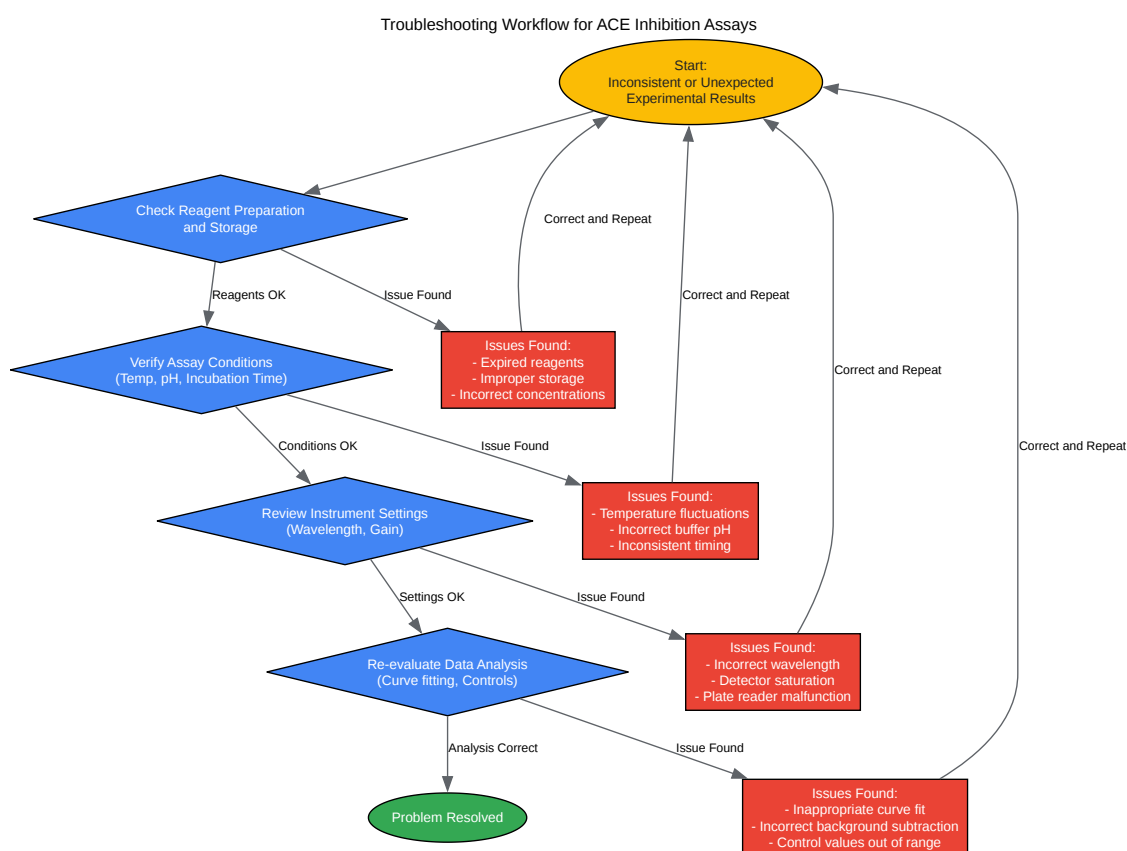 Troubleshooting Workflow for ACE Inhibition Assays
Start:
Inconsistent or Unexpected
Experimental Results
Check Reagent Preparation
and Storage
Correct and Repeat
Reagents OK
Issue Found
Correct and Repeat
Issues Found:
- Expired reagents
- Improper storage
- Incorrect concentrations
Verify Assay Conditions
(Temp, pH, Incubation Time)
Correct and Repeat
Conditions OK
Issue Found
Correct and Repeat
Issues Found:
- Temperature fluctuations
- Incorrect buffer pH
- Inconsistent timing
Review Instrument Settings
(Wavelength, Gain)
Settings OK
Issue Found
Issues Found:
- Incorrect wavelength
- Detector saturation
- Plate reader malfunction
Re-evaluate Data Analysis
(Curve fitting, Controls)
Analysis Correct
Issue Found
Issues Found:
- Inappropriate curve fit
- Incorrect background subtraction
- Control values out of range
Problem Resolved